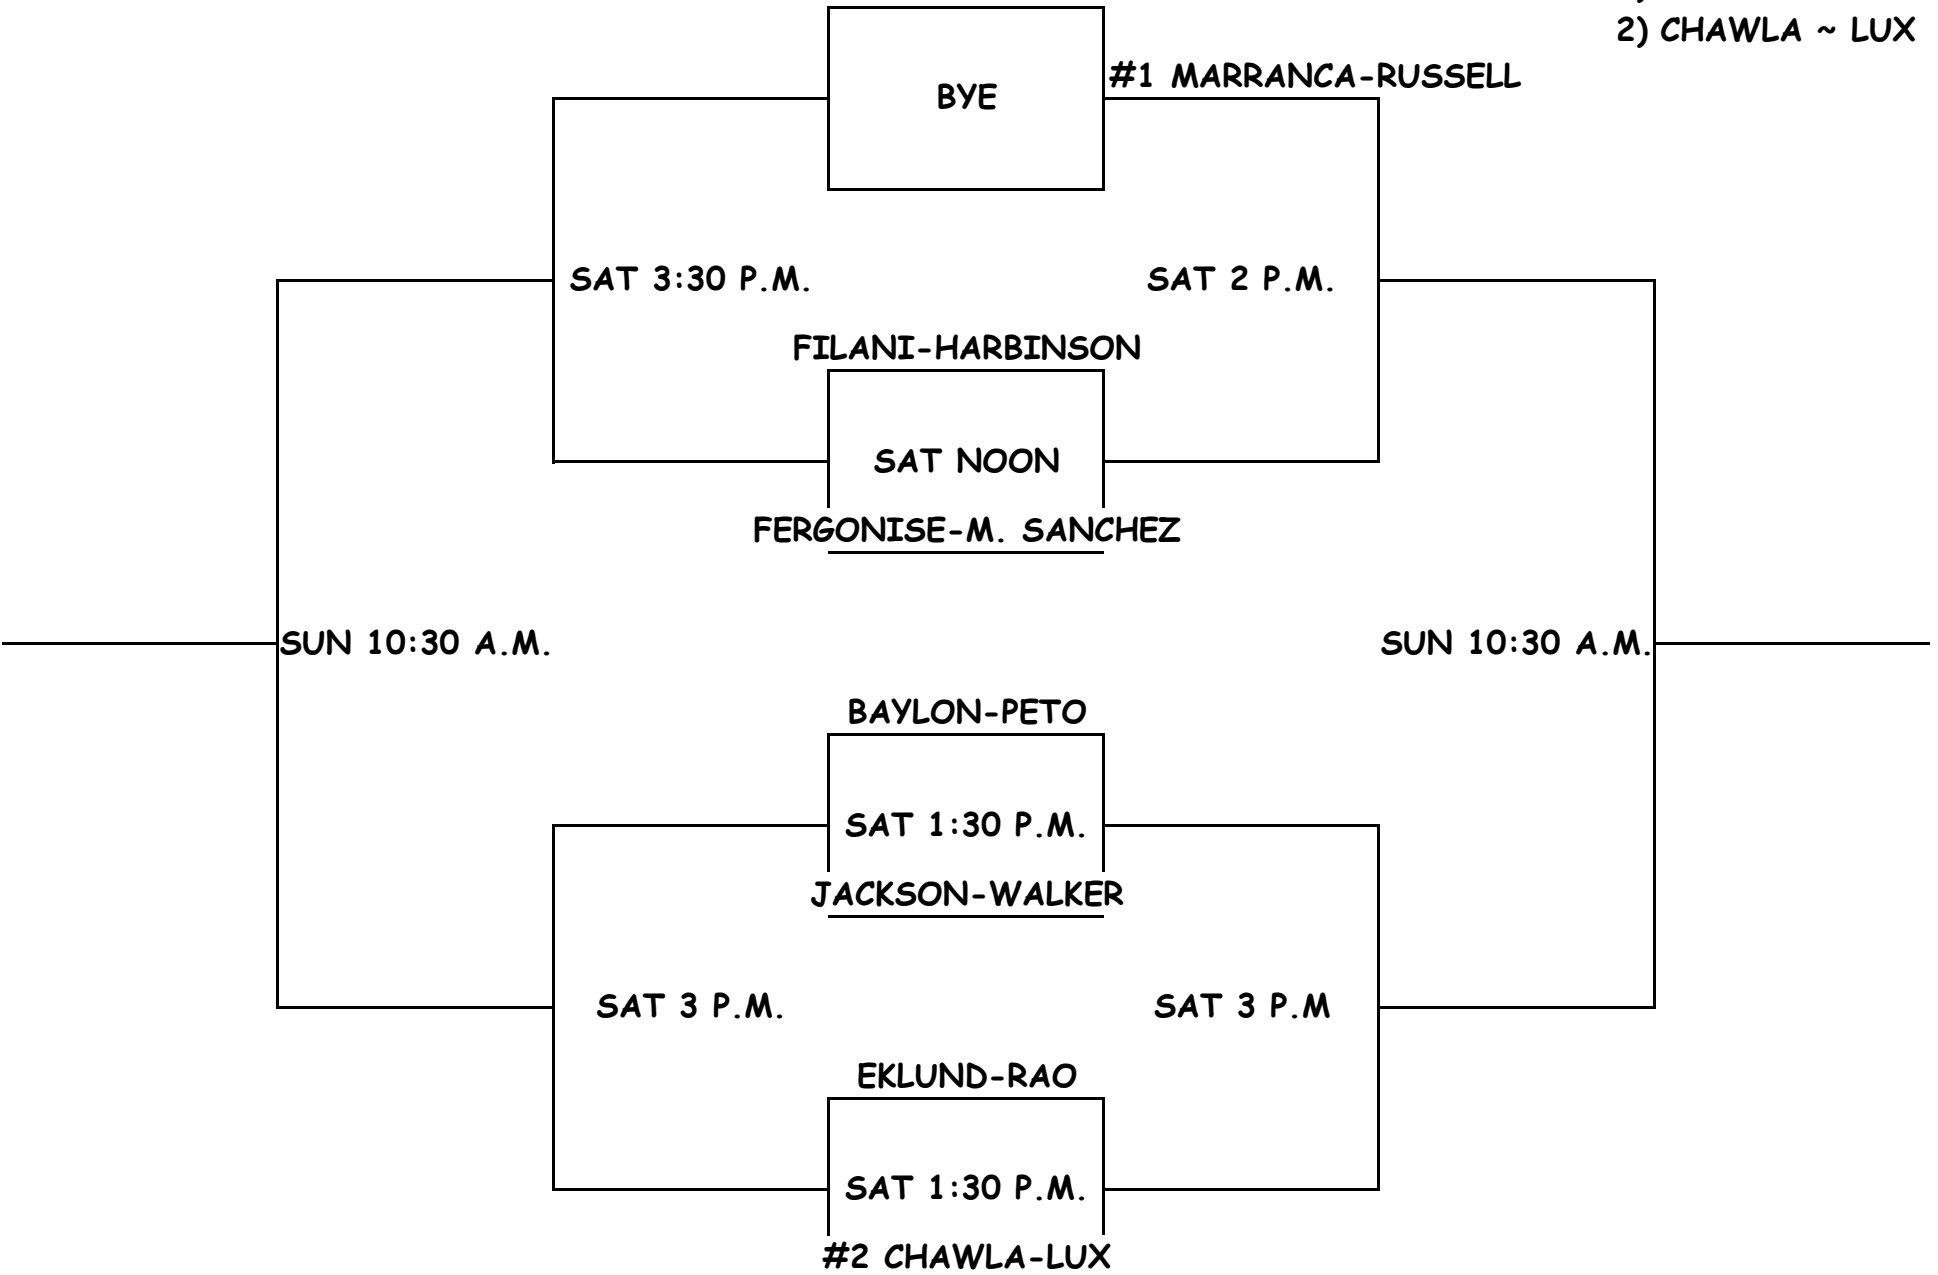 2) CHAWLA ~ LUX
#1 MARRANCA-RUSSELL
BYE
SAT 3:30 P.M.
SAT 2 P.M.
FILANI-HARBINSON
SAT NOON
FERGONISE-M. SANCHEZ
SUN 10:30 A.M.
SUN 10:30 A.M.
BAYLON-PETO
SAT 1:30 P.M.
JACKSON-WALKER
SAT 3 P.M.
SAT 3 P.M
EKLUND-RAO
SAT 1:30 P.M.
#2 CHAWLA-LUX